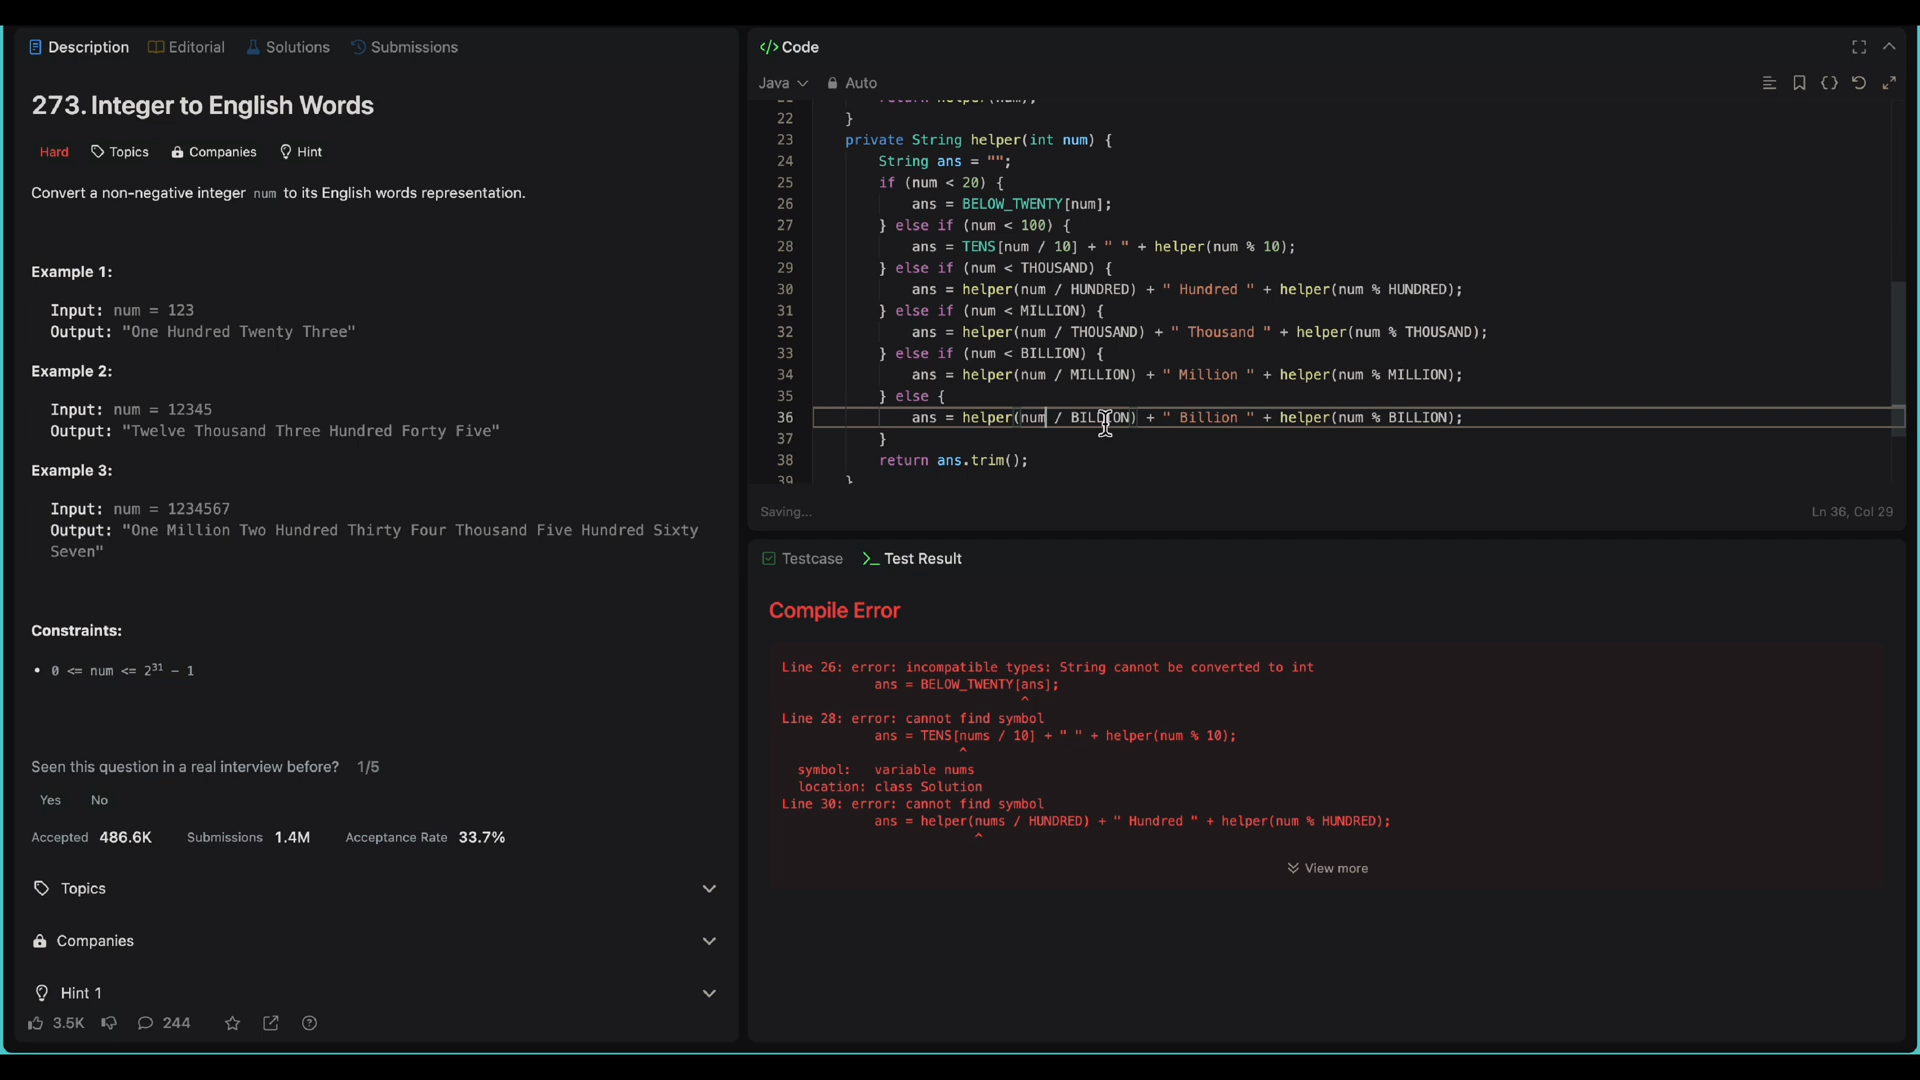 Description Editorial Solutions Submissions
273. Integer to English Words
Hard Topics Companies Hint
Convert a non-negative integer num to its English words representation.
Example 1:
Input: num = 123
Output: "One Hundred Twenty Three"
Example 2:
Input: num = 12345
Output: "Twelve Thousand Three Hundred Forty Five"
Example 3:
Input: num = 1234567
Output: "One Million Two Hundred Thirty Four Thousand Five Hundred Sixty
Seven"
Constraints:
• 0 <= num <= 2^31 - 1
Seen this question in a real interview before? 1/5
Yes No
Accepted 486.6K Submissions 1.4M Acceptance Rate 33.7%
Topics
Companies
Hint 1
3.5K 244
</> Code
Java Auto
22 }
23 private String helper(int num) {
24 String ans = "";
25 if (num < 20) {
26 ans = BELOW_TWENTY[num];
27 } else if (num < 100) {
28 ans = TENS[num / 10] + " " + helper(num % 10);
29 } else if (num < THOUSAND) {
30 ans = helper(num / HUNDRED) + " Hundred " + helper(num % HUNDRED);
31 } else if (num < MILLION) {
32 ans = helper(num / THOUSAND) + " Thousand " + helper(num % THOUSAND);
33 } else if (num < BILLION) {
34 ans = helper(num / MILLION) + " Million " + helper(num % MILLION);
35 } else {
36 ans = helper(num / BILLION) + " Billion " + helper(num % BILLION);
37 }
38 return ans.trim();
39 }
Saving... Ln 36, Col 29
Testcase >_ Test Result
Compile Error
Line 26: error: incompatible types: String cannot be converted to int
ans = BELOW_TWENTY[ans];
^
Line 28: error: cannot find symbol
ans = TENS[nums / 10] + " " + helper(num % 10);
^
symbol: variable nums
location: class Solution
Line 30: error: cannot find symbol
ans = helper(nums / HUNDRED) + " Hundred " + helper(num % HUNDRED);
^
View more